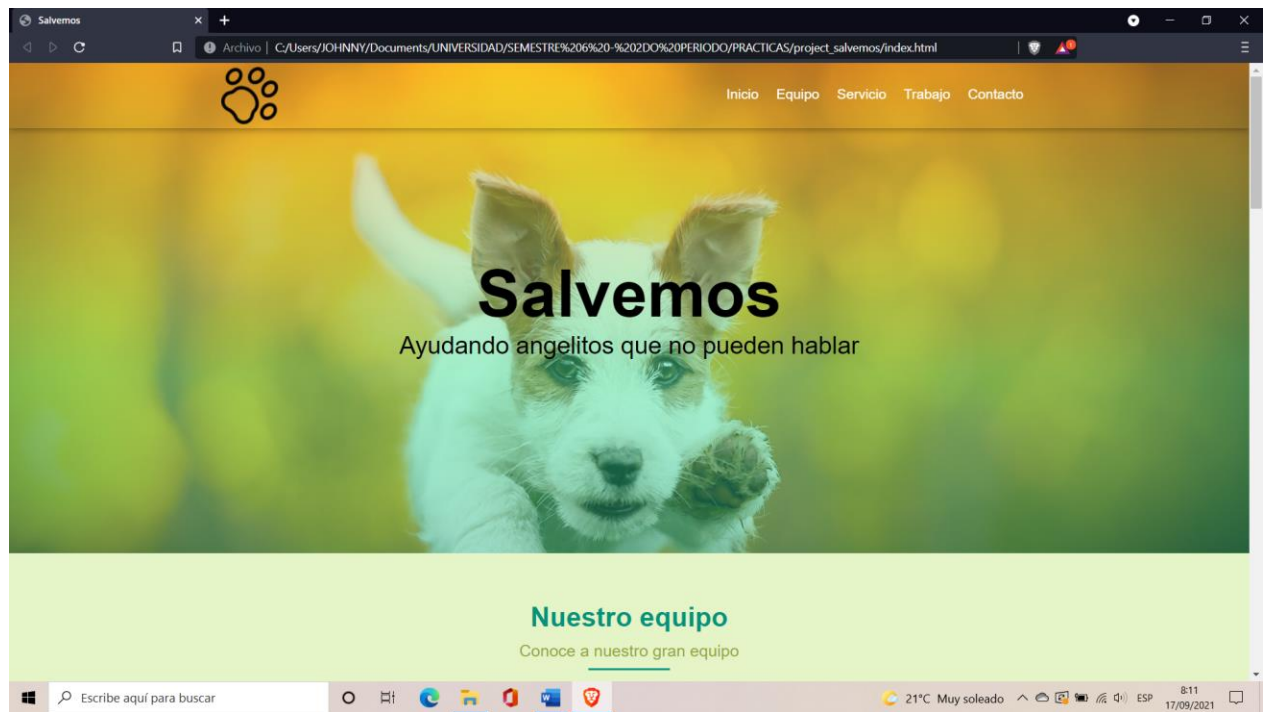 Salvemos
Archivo | C:/Users/JOHNNY/Documents/UNIVERSIDAD/SEMESTRE%206%20-%202DO%20PERIODO/PRACTICAS/project_salvemos/index.html
Inicio Equipo Servicio Trabajo Contacto
Salvemos
Ayudando angelitos que no pueden hablar
Nuestro equipo
Conoce a nuestro gran equipo
Escribe aquí para buscar
21°C Muy soleado
ESP
8:11
17/09/2021